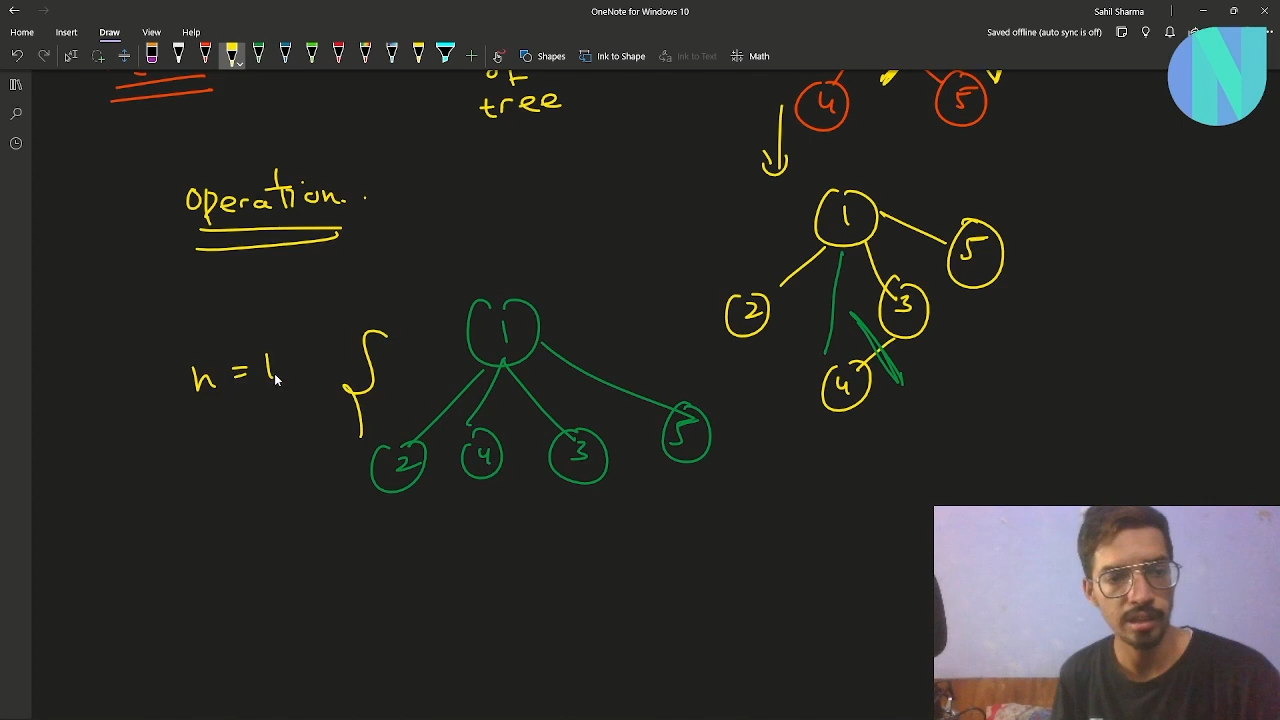 OneNote for Windows 10
Sahil Sharma
Home Insert Draw View Help
Saved offline (auto sync is off)
Shapes Ink to Shape Ink to Text Math
of
tree
4 5
operation..
1
5
2 3
4
n = 1
1
2 4 3 5
N